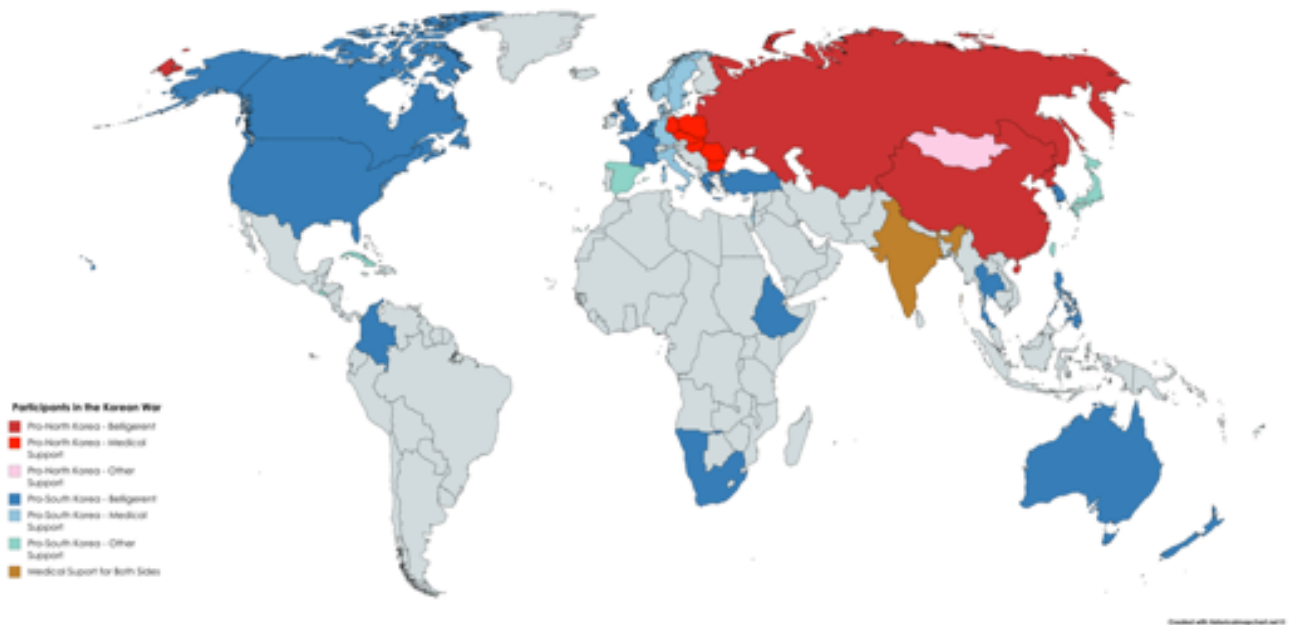 Participants in the Korean War
Pro-North Korea - Belligerent
Pro-North Korea - Medical
Support
Pro-North Korea - Other
Support
Pro-South Korea - Belligerent
Pro-South Korea - Medical
Support
Pro-South Korea - Other
Support
Medical Suport for Both Sides
Created with